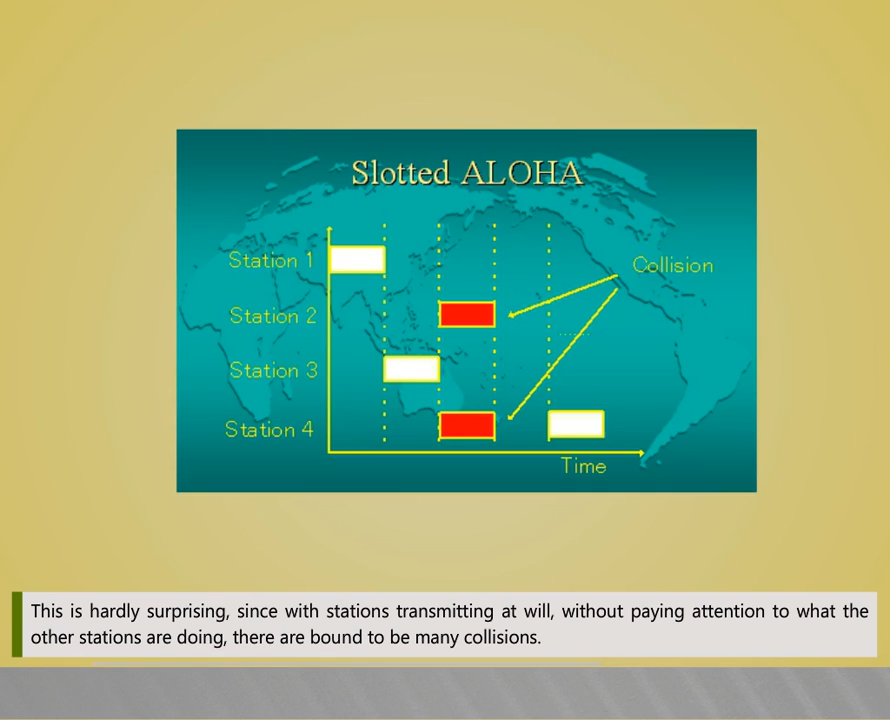 Slotted ALOHA
Station 1
Collision
Station 2
Station 3
Station 4
Time
This is hardly surprising, since with stations transmitting at will, without paying attention to what the
other stations are doing, there are bound to be many collisions.